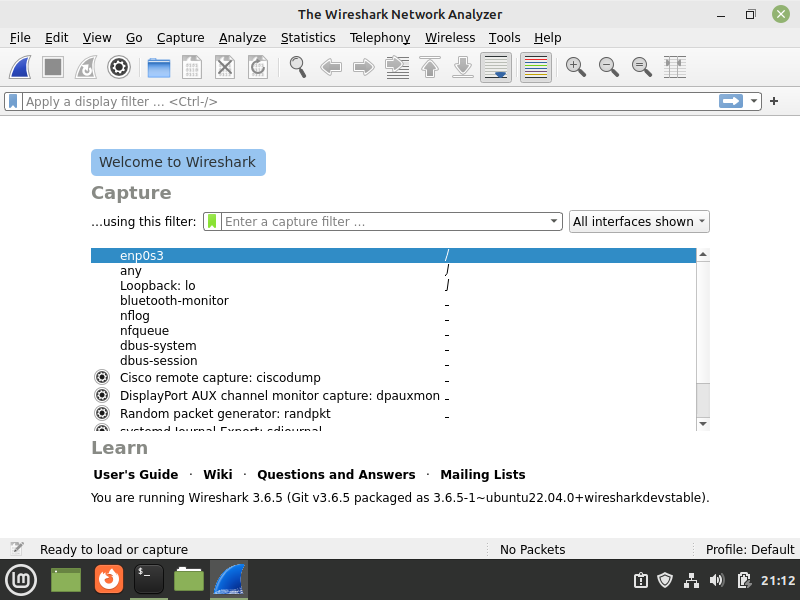 The Wireshark Network Analyzer
File Edit View Go Capture Analyze Statistics Telephony Wireless Tools Help
Apply a display filter ... <Ctrl-/>
+
Welcome to Wireshark
Capture
...using this filter: Enter a capture filter ... All interfaces shown
enp0s3
any
Loopback: lo
bluetooth-monitor
nflog
nfqueue
dbus-system
dbus-session
Cisco remote capture: ciscodump
DisplayPort AUX channel monitor capture: dpauxmon
Random packet generator: randpkt
systemd Journal Export: sdjournal
Learn
User's Guide · Wiki · Questions and Answers · Mailing Lists
You are running Wireshark 3.6.5 (Git v3.6.5 packaged as 3.6.5-1~ubuntu22.04.0+wiresharkdevstable).
Ready to load or capture No Packets Profile: Default
$_ 21:12